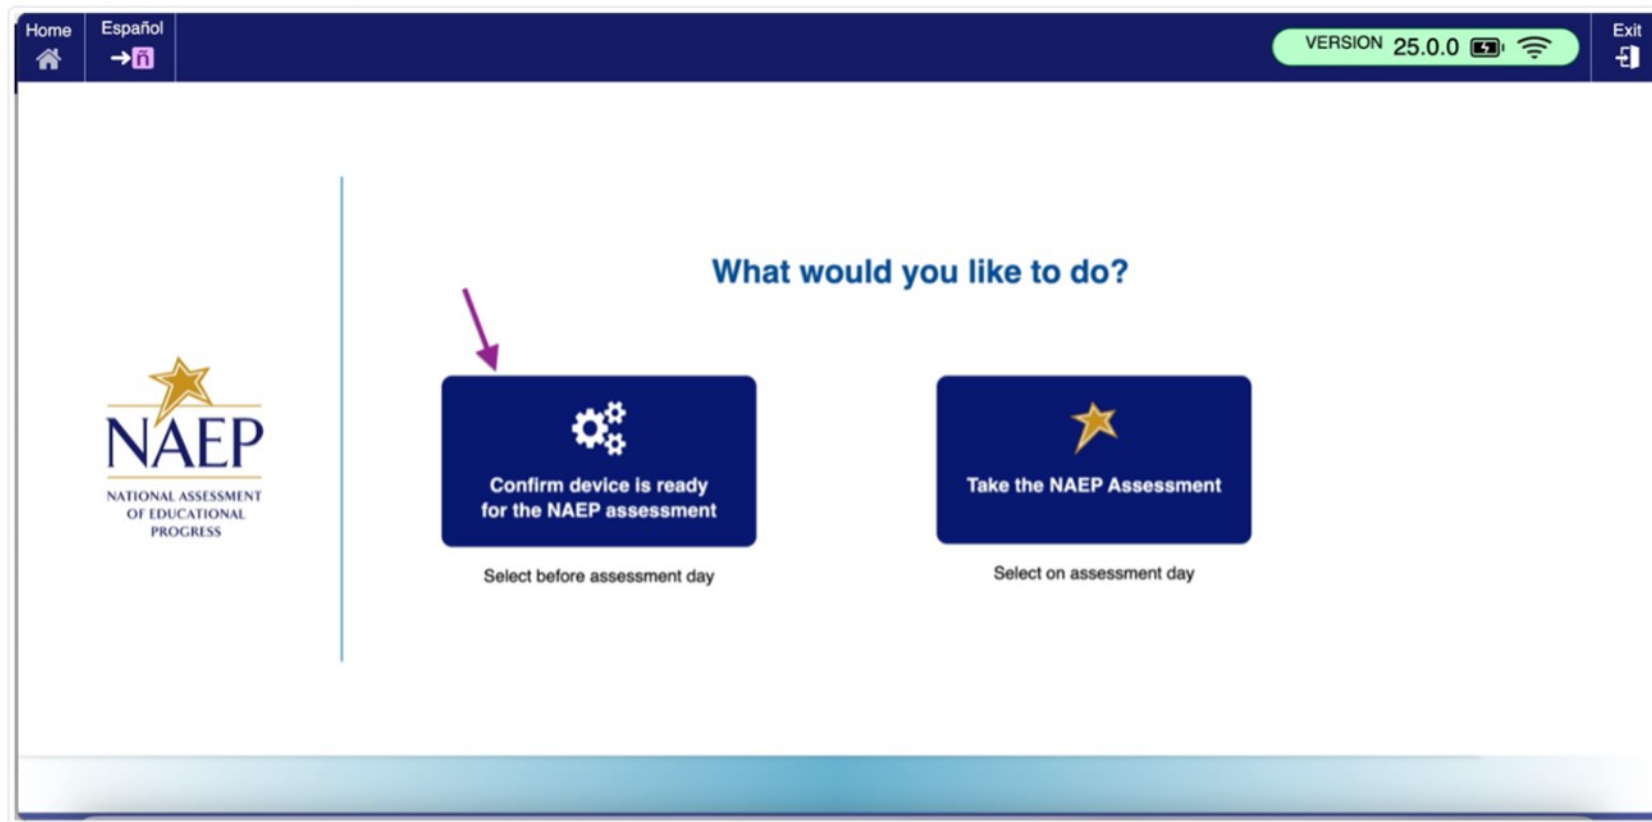 Home
Español
ñ
VERSION 25.0.0
Exit
What would you like to do?
NAEP
NATIONAL ASSESSMENT
OF EDUCATIONAL
PROGRESS
Confirm device is ready
for the NAEP assessment
Select before assessment day
Take the NAEP Assessment
Select on assessment day